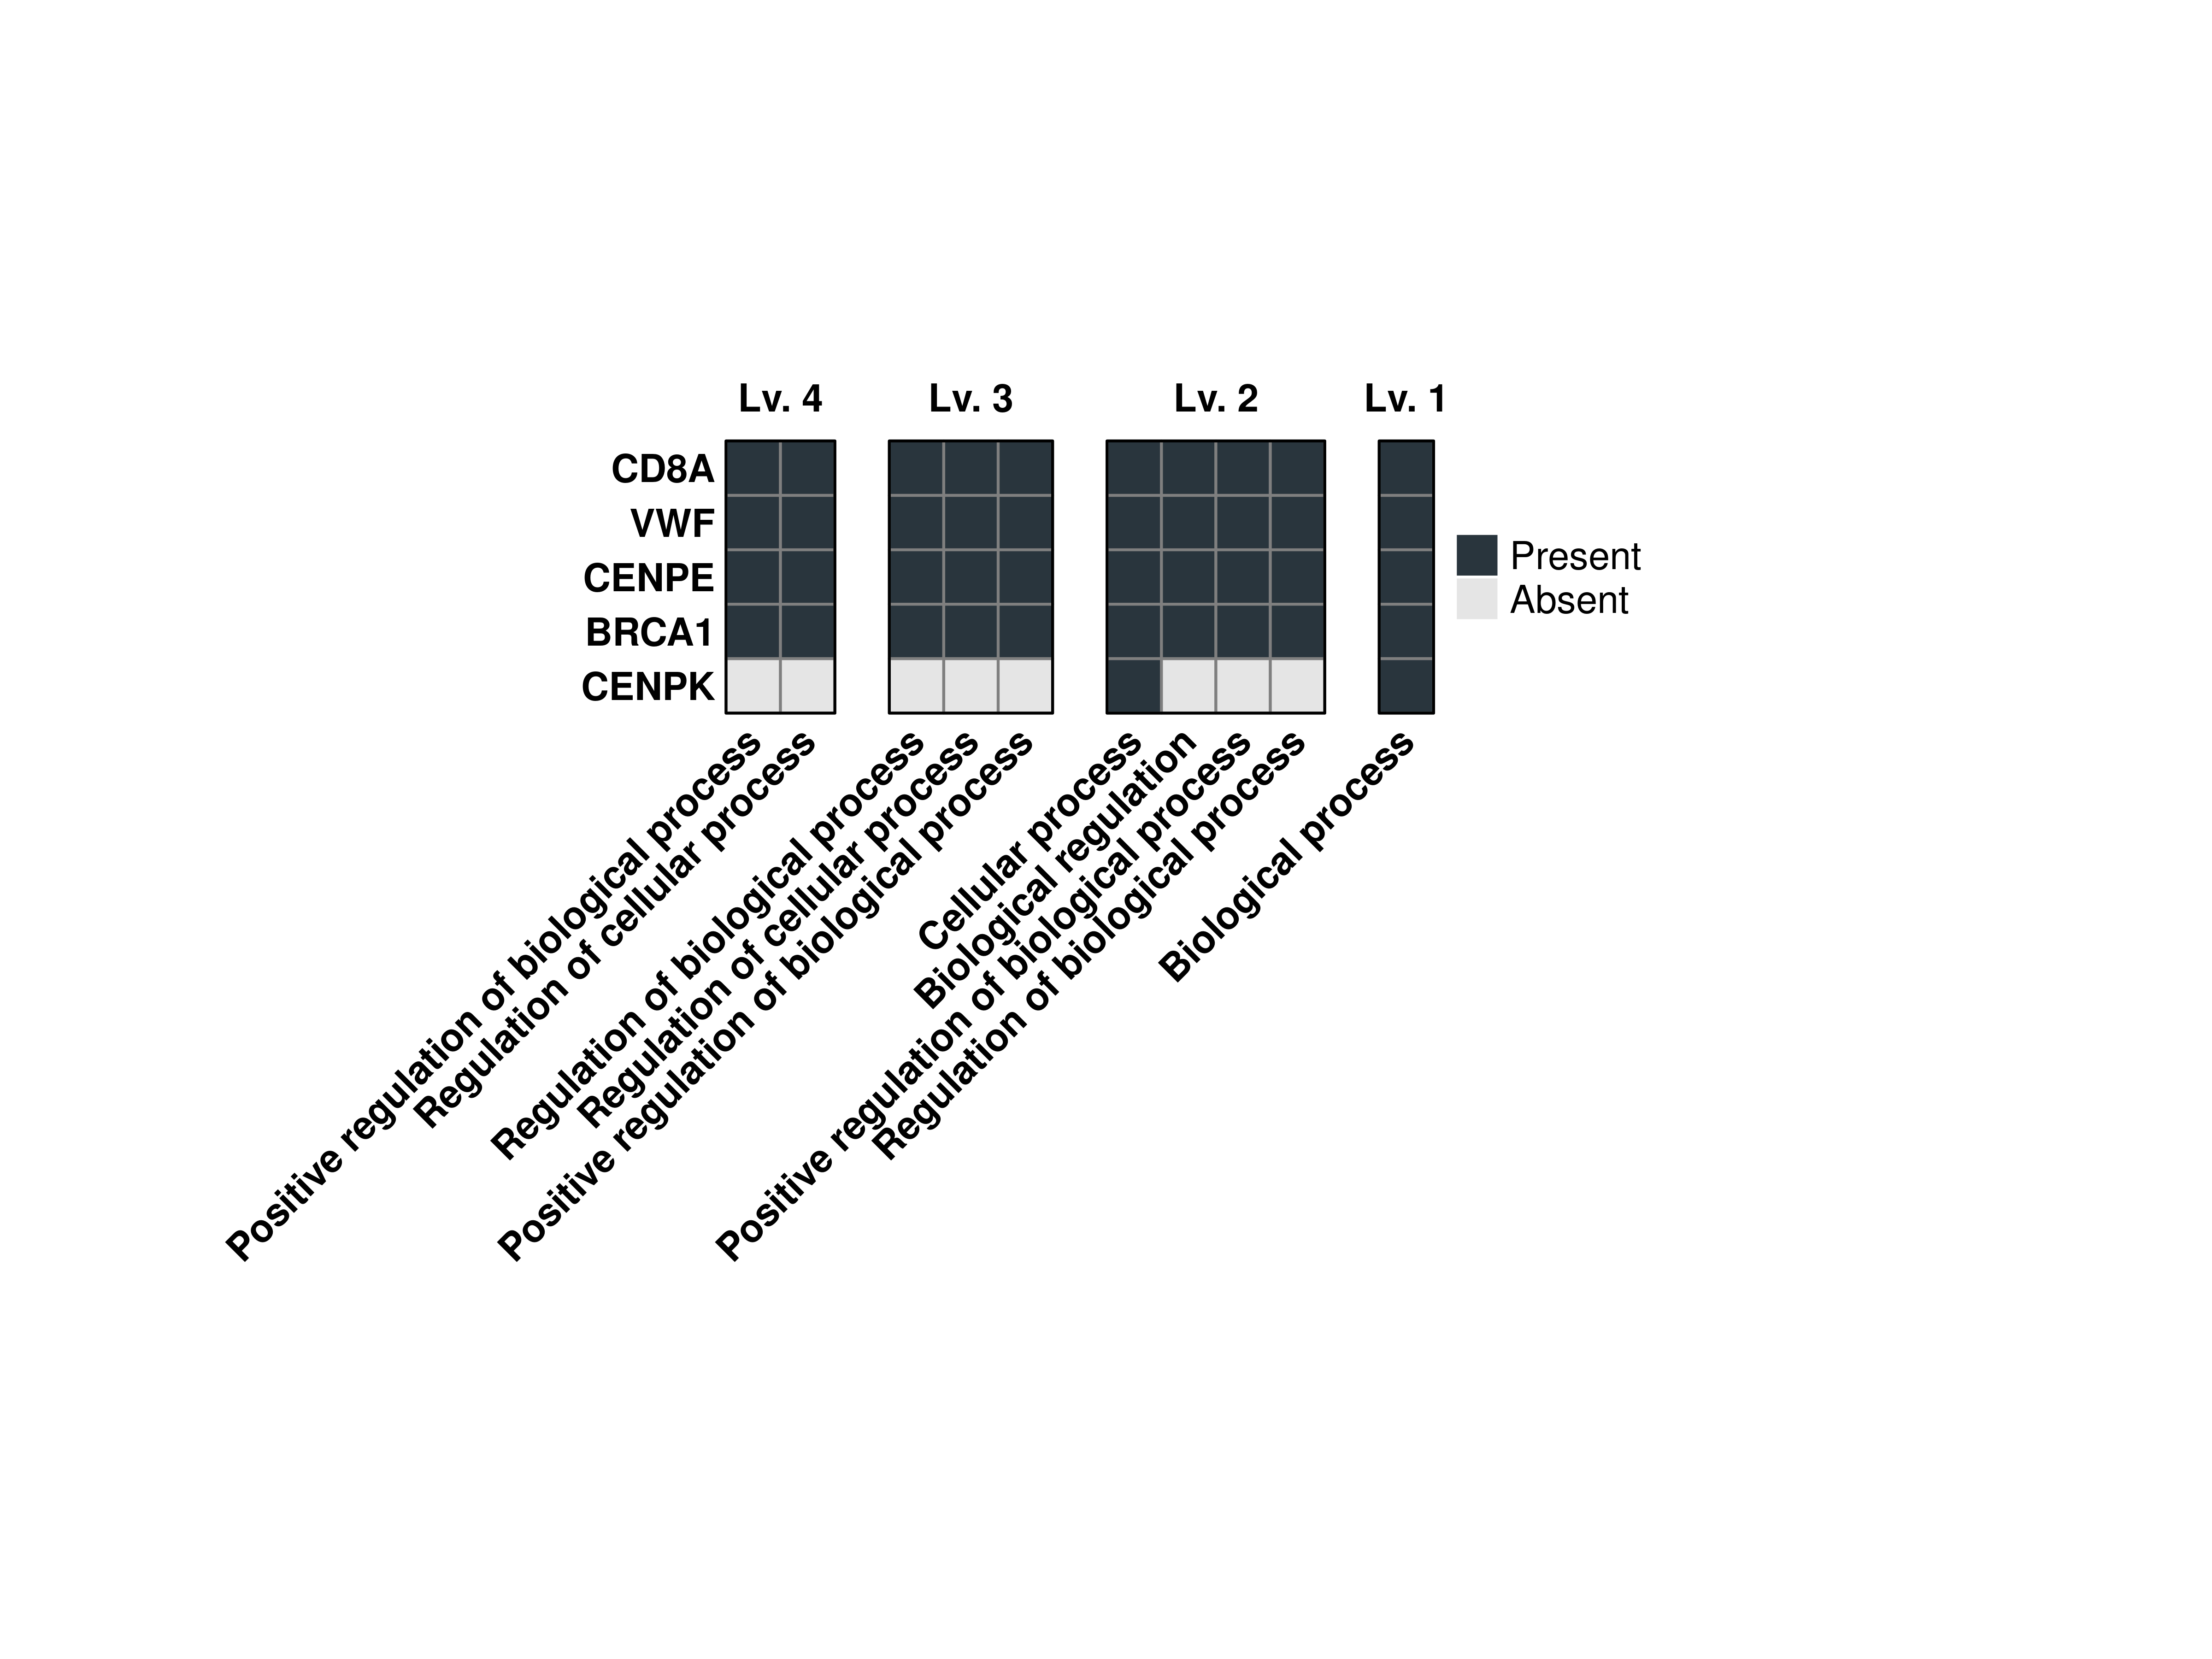 Lv. 4
Lv. 3
Lv. 2
Lv. 1
CD8A
VWF
CENPE
BRCA1
CENPK
Present
Absent
Positive regulation of biological process
Regulation of cellular process
Regulation of biological process
Regulation of cellular process
Positive regulation of biological process
Cellular process
Biological regulation
Positive regulation of biological process
Regulation of biological process
Biological process